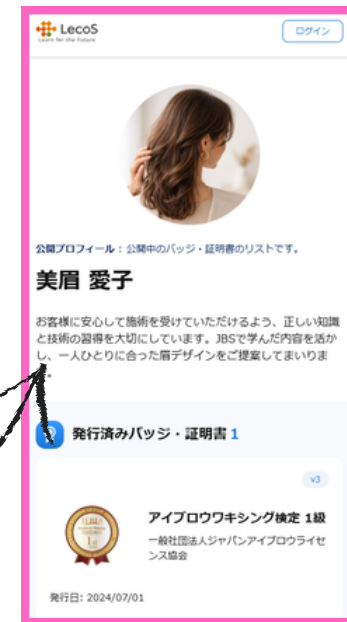 LecoS
Learn for the Future
ログイン
公開プロフィール：公開中のバッジ・証明書のリストです。
美眉 愛子
お客様に安心して施術を受けていただけるよう、正しい知識
と技術の習得を大切にしています。JBSで学んだ内容を活か
し、一人ひとりに合った眉デザインをご提案してまいりま
。
発行済みバッジ・証明書 1
v3
アイブロウワキシング検定 1級
一般社団法人ジャパンアイブロウライセ
ンス協会
発行日: 2024/07/01